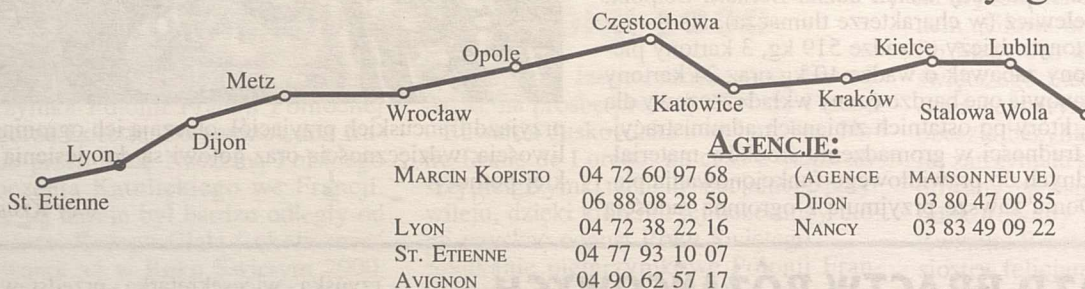 Częstochowa
Kielce Lublin
Opole
Metz
Katowice Kraków
Wrocław Stalowa Wola
Dijon
Lyon
St. Etienne
AGENCJE:
MARCIN KOPISTO 04 72 60 97 68 (AGENCE MAISONNEUVE)
06 88 08 28 59 DIJON 03 80 47 00 85
LYON 04 72 38 22 16 NANCY 03 83 49 09 22
ST. ETIENNE 04 77 93 10 07
AVIGNON 04 90 62 57 17